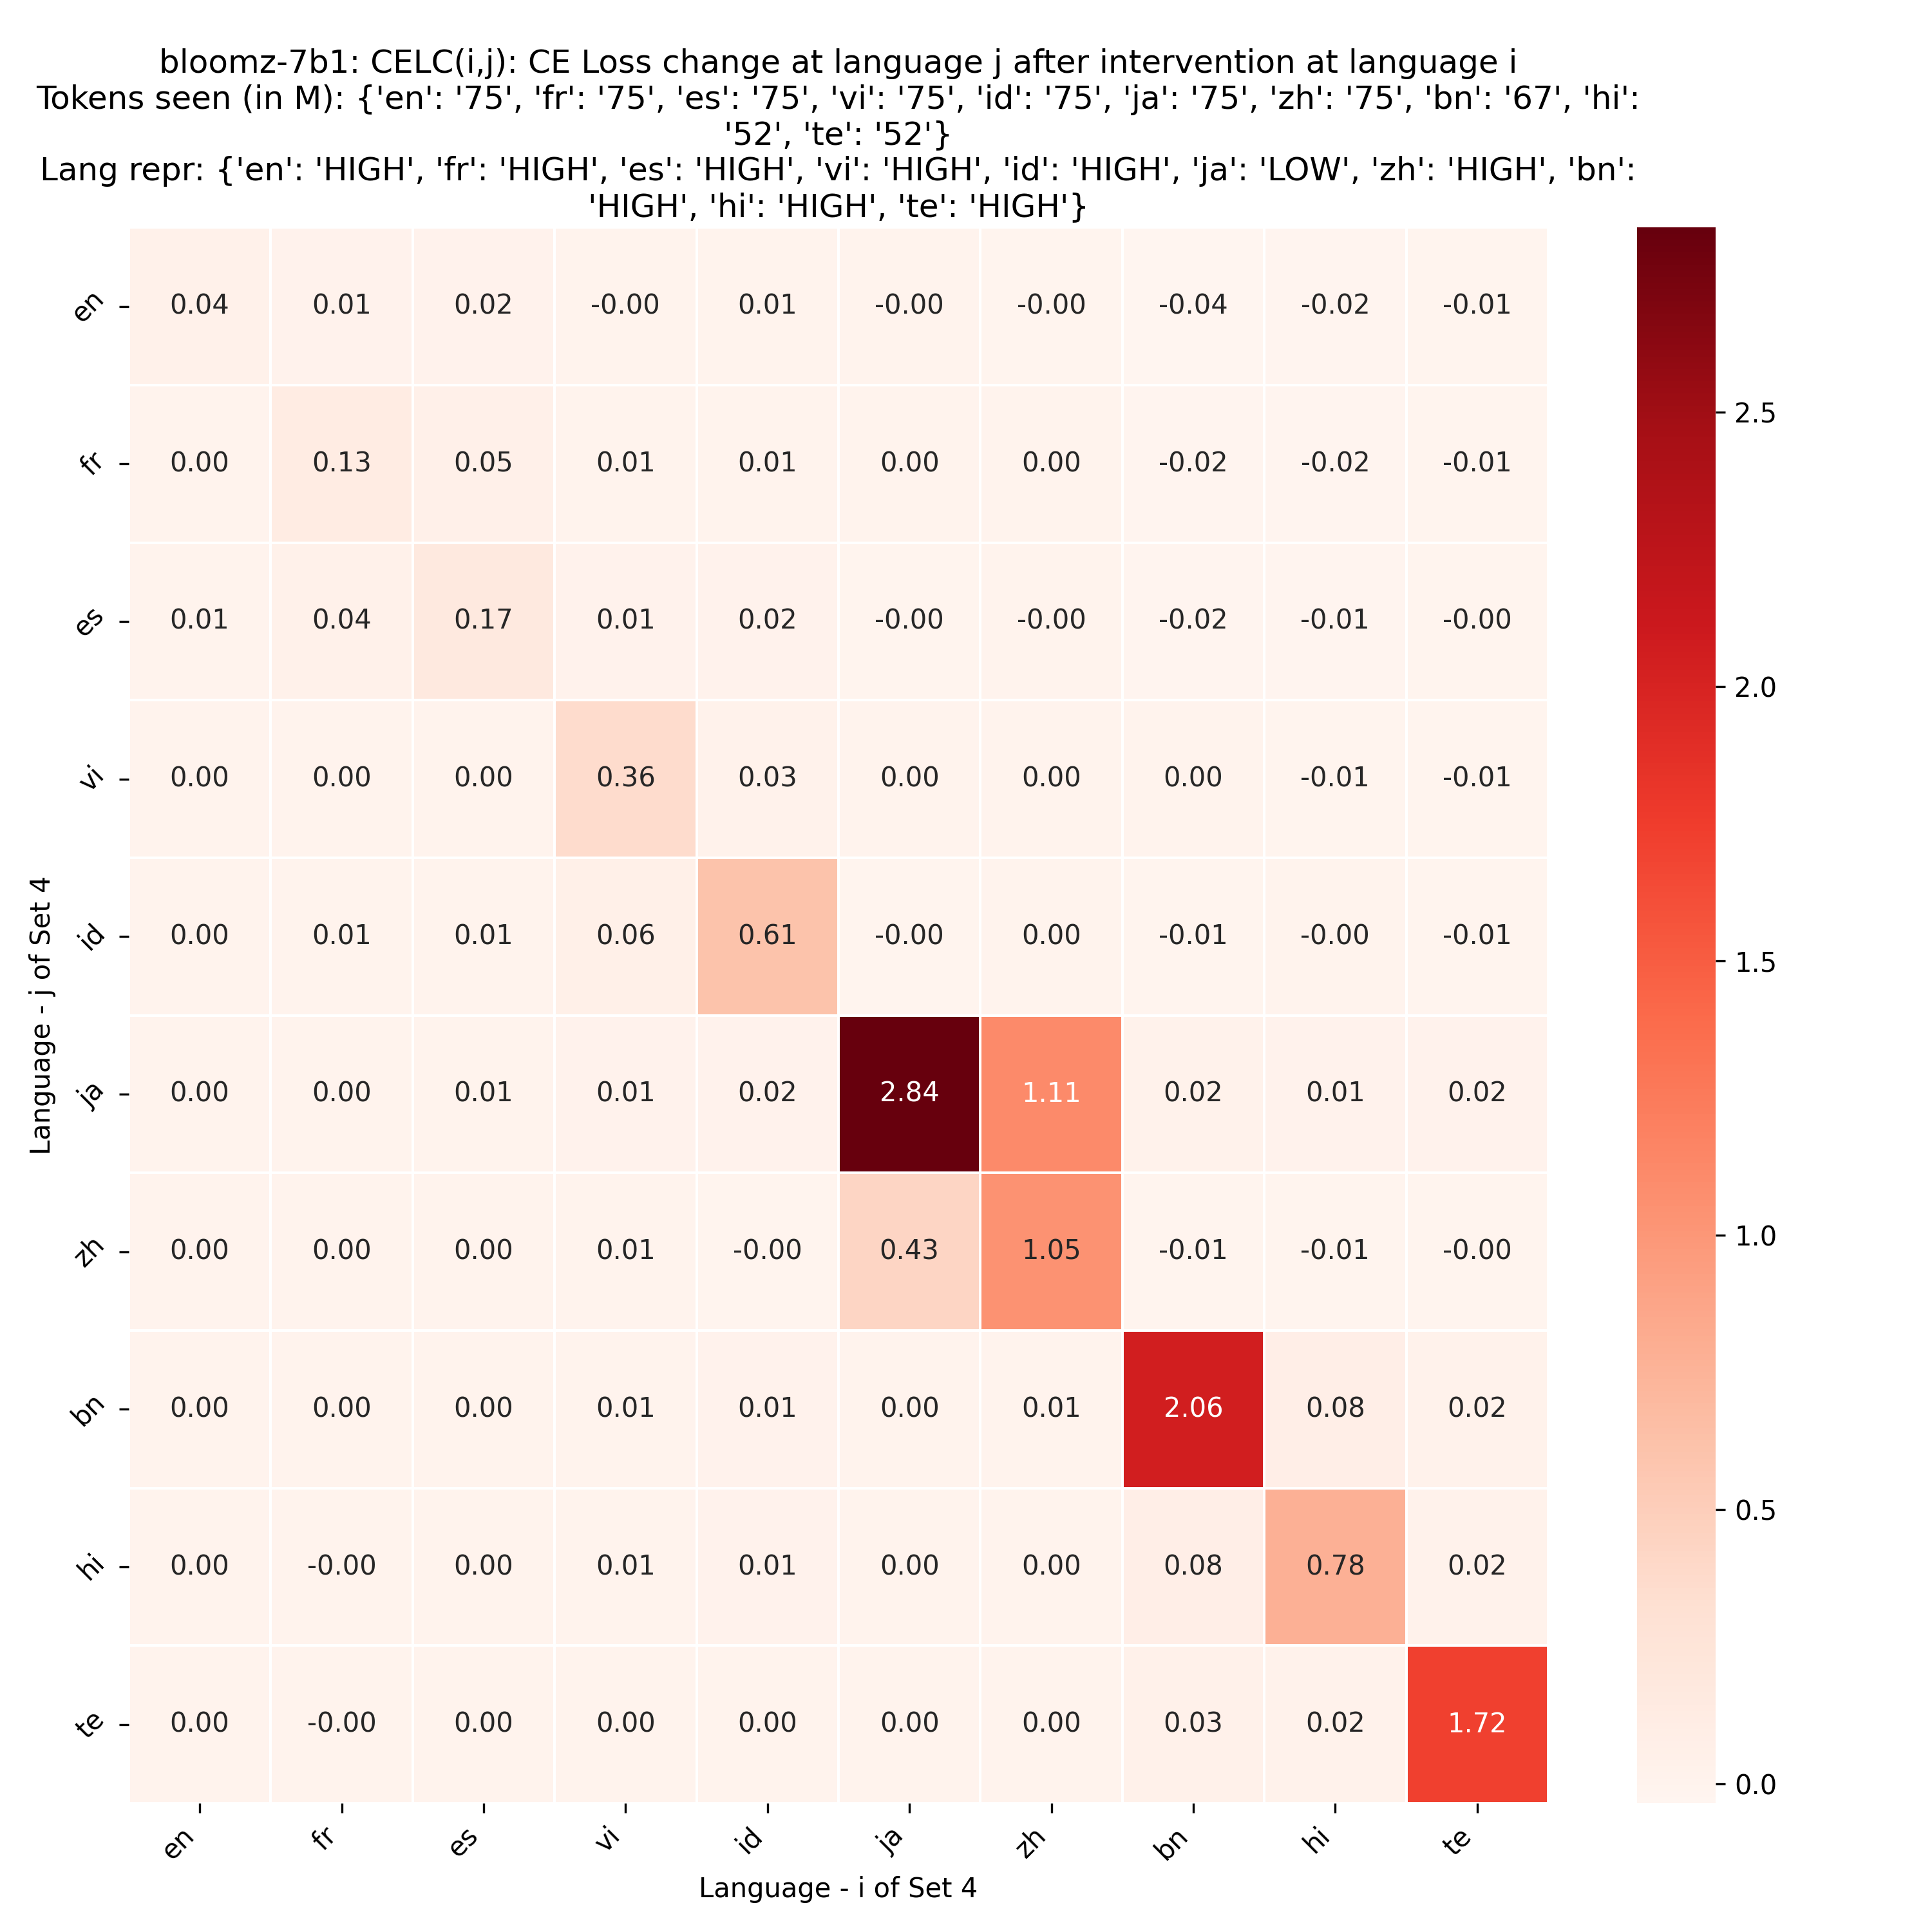 bloomz-7b1: CELC(i,j): CE Loss change at language j after intervention at language i
Tokens seen (in M): {'en': '75', 'fr': '75', 'es': '75', 'vi': '75', 'id': '75', 'ja': '75', 'zh': '75', 'bn': '67', 'hi':
'52', 'te': '52'}
Lang repr: {'en': 'HIGH', 'fr': 'HIGH', 'es': 'HIGH', 'vi': 'HIGH', 'id': 'HIGH', 'ja': 'LOW', 'zh': 'HIGH', 'bn':
'HIGH', 'hi': 'HIGH', 'te': 'HIGH'}
en 0.04 0.01 0.02 -0.00 0.01 -0.00 -0.00 -0.04 -0.02 -0.01
fr 0.00 0.13 0.05 0.01 0.01 0.00 0.00 -0.02 -0.02 -0.01
es 0.01 0.04 0.17 0.01 0.02 -0.00 -0.00 -0.02 -0.01 -0.00
vi 0.00 0.00 0.00 0.36 0.03 0.00 0.00 0.00 -0.01 -0.01
id 0.00 0.01 0.01 0.06 0.61 -0.00 0.00 -0.01 -0.00 -0.01
ja 0.00 0.00 0.01 0.01 0.02 2.84 1.11 0.02 0.01 0.02
zh 0.00 0.00 0.00 0.01 -0.00 0.43 1.05 -0.01 -0.01 -0.00
bn 0.00 0.00 0.00 0.01 0.01 0.00 0.01 2.06 0.08 0.02
hi 0.00 -0.00 0.00 0.01 0.01 0.00 0.00 0.08 0.78 0.02
te 0.00 -0.00 0.00 0.00 0.00 0.00 0.00 0.03 0.02 1.72
en fr es vi id ja zh bn hi te
Language - i of Set 4
Language - j of Set 4
2.5
2.0
1.5
1.0
0.5
0.0